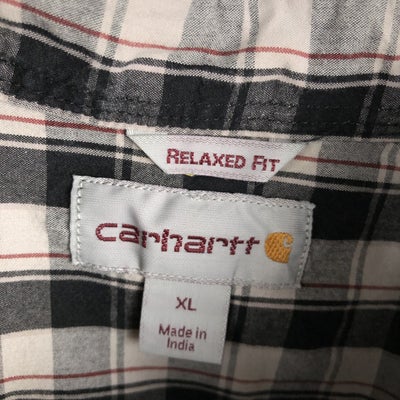 RELAXED FIT
carhartt
XL
Made in
India